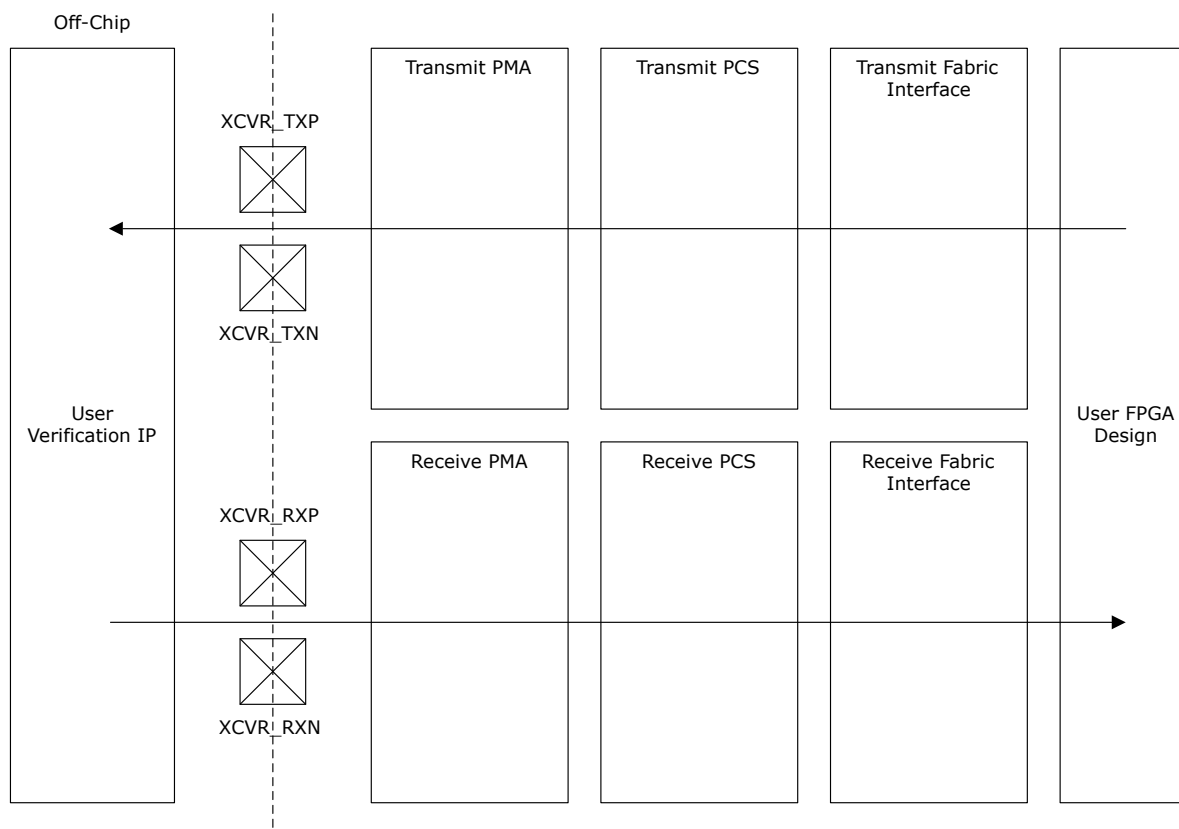 Off-Chip
Transmit PMA
Transmit PCS
Transmit Fabric
Interface
XCVR_TXP
XCVR_TXN
User
Verification IP
User FPGA
Design
Receive PMA
Receive PCS
Receive Fabric
Interface
XCVR_RXP
XCVR_RXN